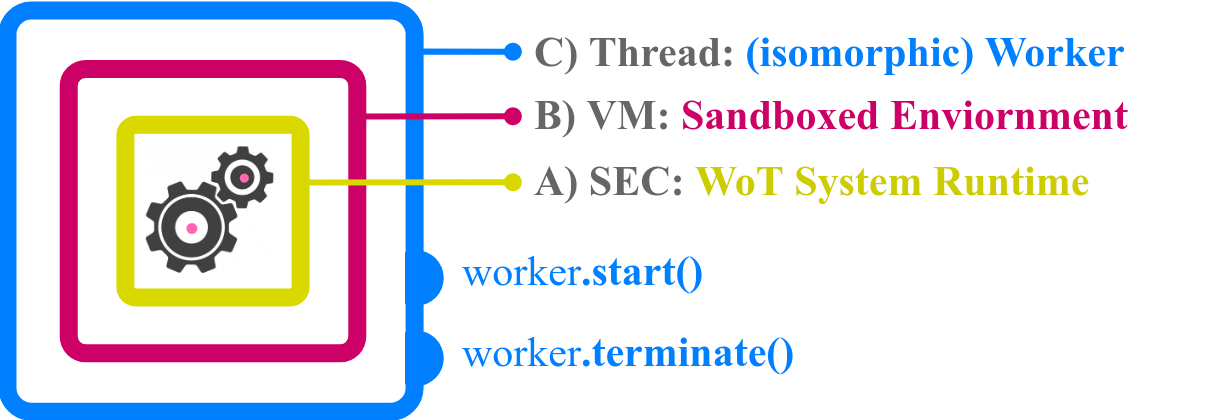 C) Thread: (isomorphic) Worker
B) VM: Sandboxed Enviornment
A) SEC: WoT System Runtime
worker.start()
worker.terminate()